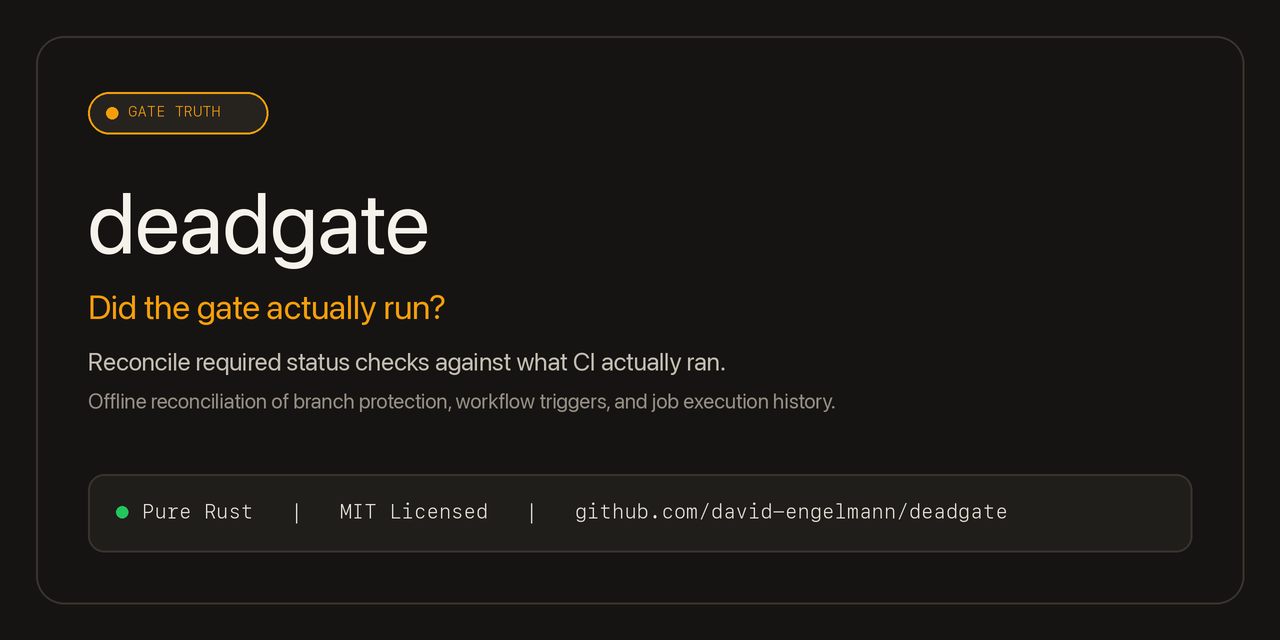 GATE TRUTH
deadgate
Did the gate actually run?
Reconcile required status checks against what CI actually ran.
Offline reconciliation of branch protection, workflow triggers, and job execution history.
Pure Rust | MIT Licensed | github.com/david-engelmann/deadgate